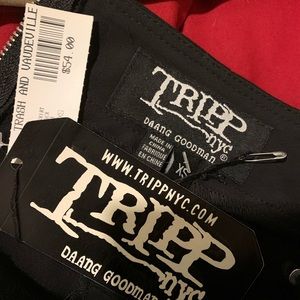 TRASH AND VAUDEVILLE
$54.00
TRIPP
nyc
DAANG GOODMAN
®
MADE IN
CHINA
FABRIQUE
EN CHINE
XS
WWW.TRIPPNYC.COM
TRIPP
nyc
DAANG GOODMAN